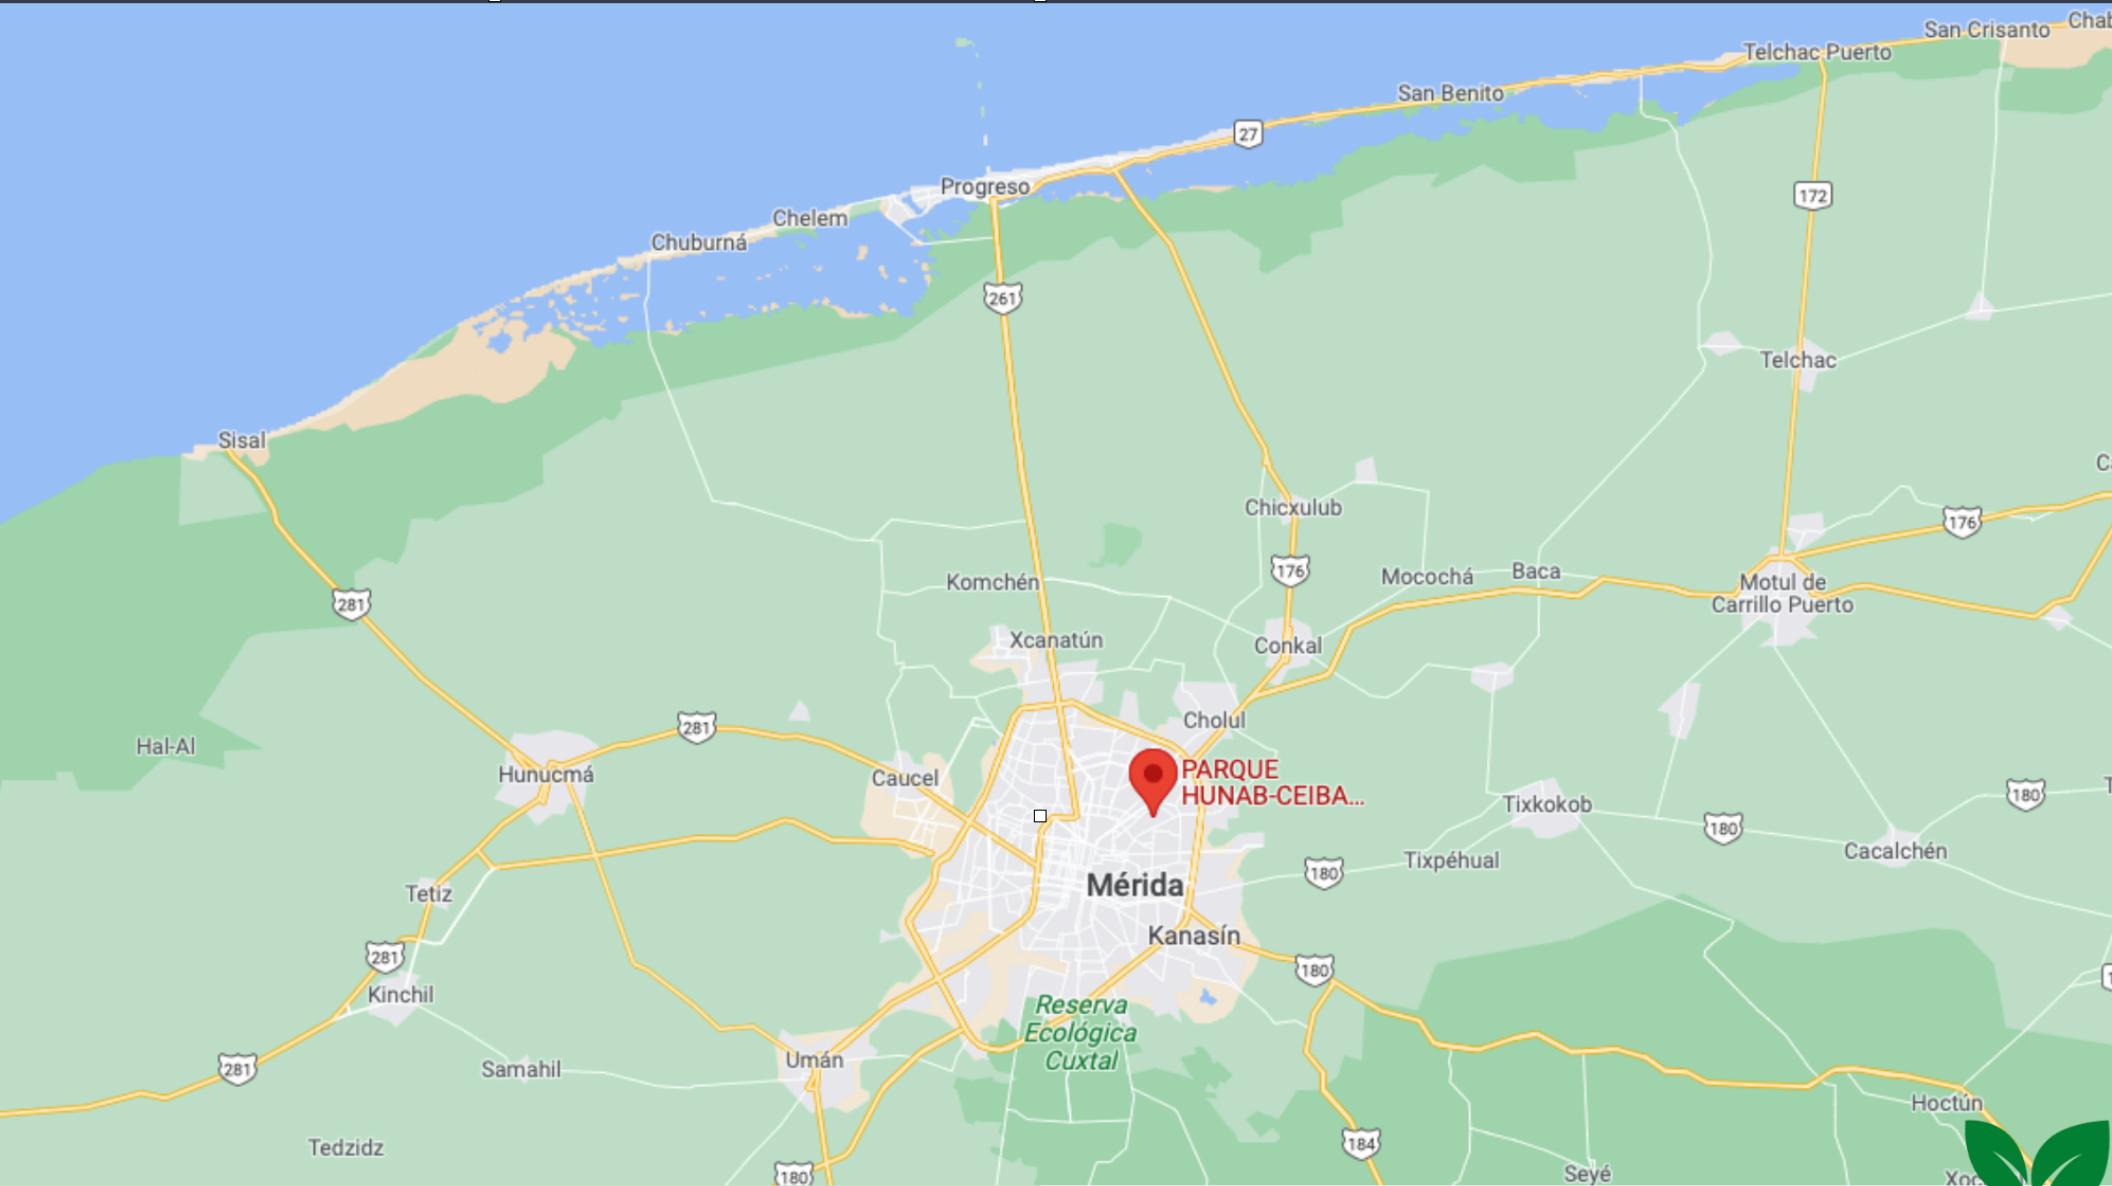 San Crisanto
Telchac Puerto
San Benito
27
Progreso
172
Chelem
Chuburná
261
Telchac
Sisal
Chicxulub
176
176
Mocochá
Baca
Komchén
Motul de
Carrillo Puerto
281
Xcanatún
Conkal
Cholul
281
Hal-Al
Hunucmá
Caucel
PARQUE
HUNAB-CEIBA...
Tixkokob
180
180
Cacalchén
Tixpéhual
180
Mérida
Tetiz
Kanasín
281
180
Kinchil
Reserva
Ecológica
Cuxtal
Umán
281
Samahil
Hoctún
Tedzidz
184
180
Seyé